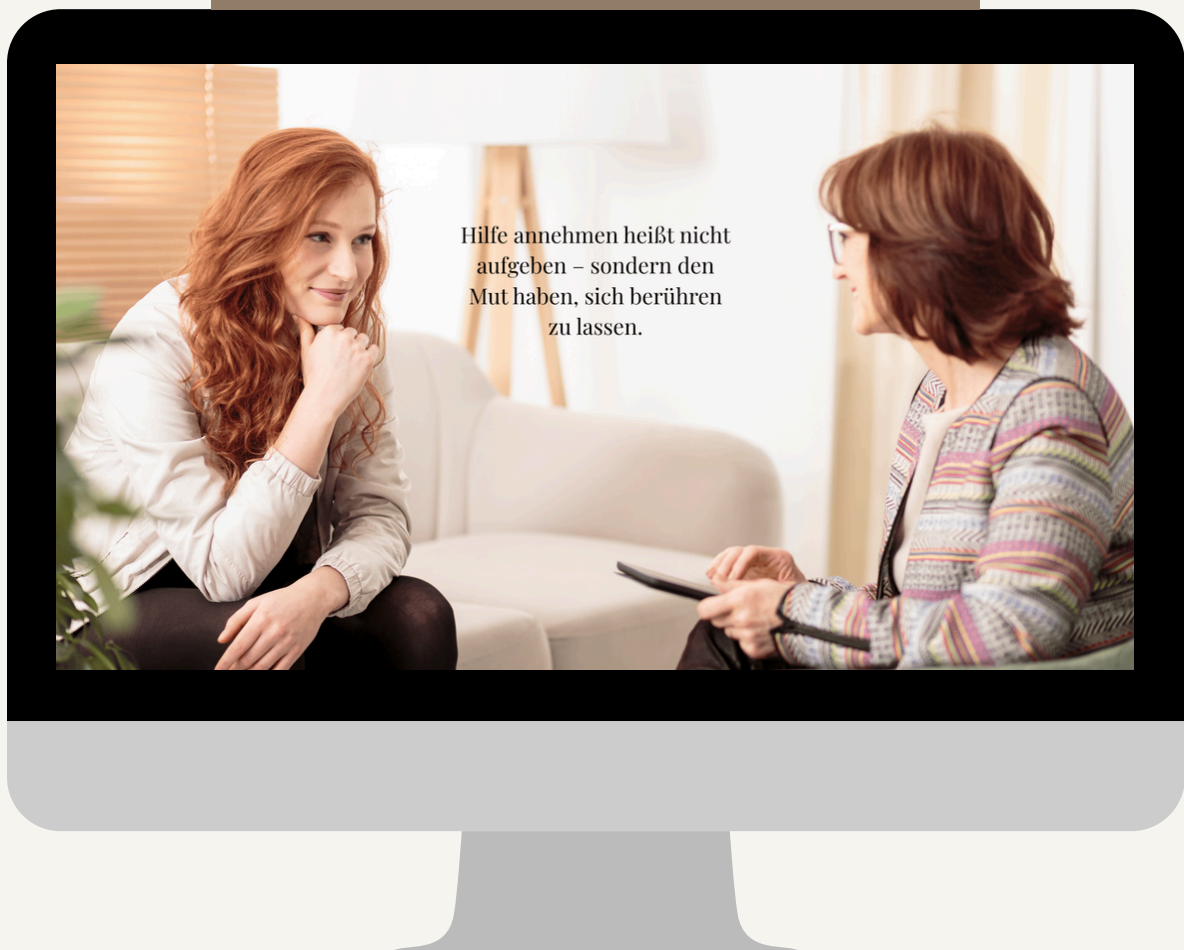 Hilfe annehmen heißt nicht
aufgeben – sondern den
Mut haben, sich berühren
zu lassen.